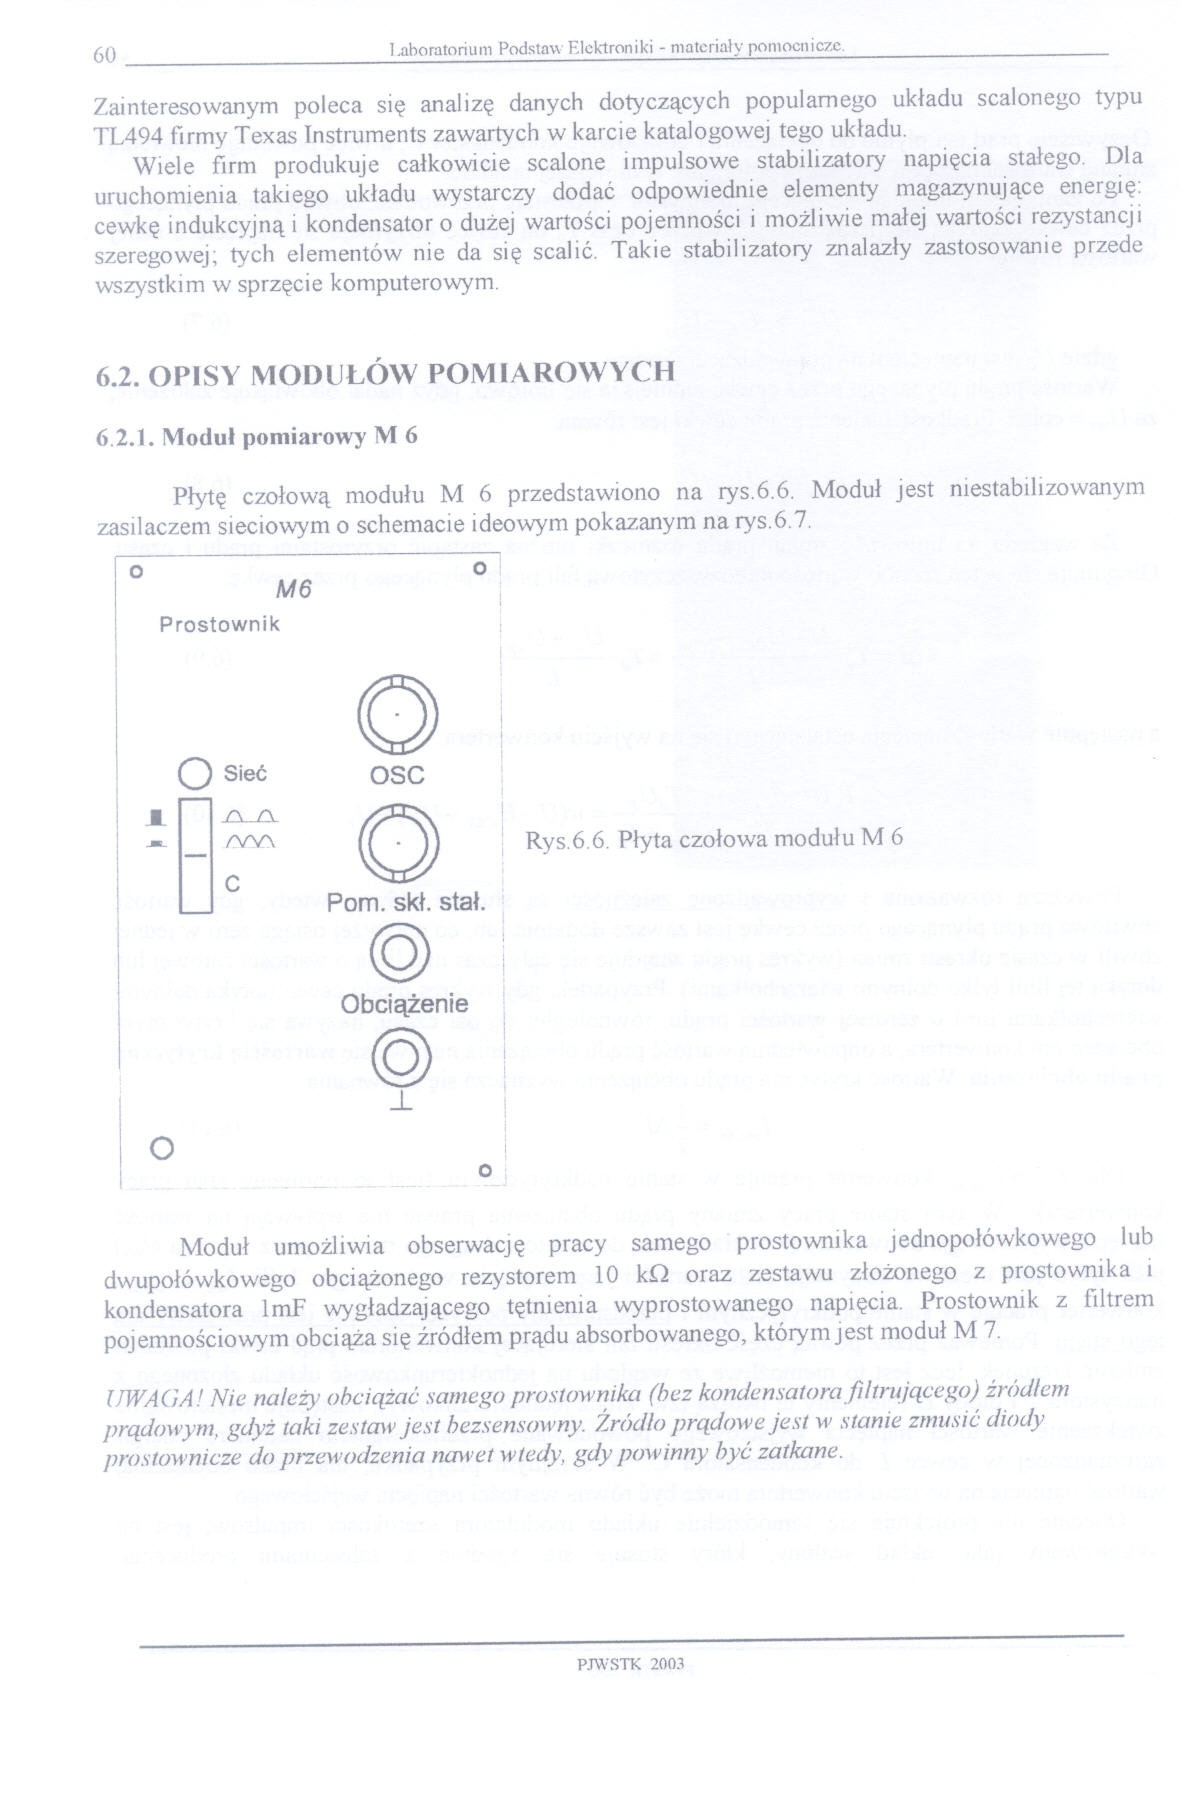 60 Laboratorium Podstaw Elektroniki - materiały pomocnicze.
Zainteresowanym poleca się analizę danych dotyczących popularnego układu scalonego typu
TL494 firmy Texas Instruments zawartych w karcie katalogowej tego układu.
Wiele firm produkuje całkowicie scalone impulsowe stabilizatory napięcia stałego. Dla
uruchomienia takiego układu wystarczy dodać odpowiednie elementy magazynujące energię:
cewkę indukcyjną i kondensator o dużej wartości pojemności i możliwie małej wartości rezystancji
szeregowej; tych elementów nie da się scalić. Takie stabilizatory znalazły zastosowanie przede
wszystkim w sprzęcie komputerowym.
6.2. OPISY MODUŁÓW POMIAROWYCH
6.2.1. Moduł pomiarowy M 6
Płytę czołową modułu M 6 przedstawiono na rys.6.6. Moduł jest niestabilizowanym
zasilaczem sieciowym o schemacie ideowym pokazanym na rys.6.7.
M6
Prostownik
Sieć
OSC
C
Pom. skł. stał.
Obciążenie
Rys.6.6. Płyta czołowa modułu M 6
Moduł umożliwia obserwację pracy samego prostownika jednopołówkowego lub
dwupołówkowego obciążonego rezystorem 10 kΩ oraz zestawu złożonego z prostownika i
kondensatora 1mF wygładzającego tętnienia wyprostowanego napięcia. Prostownik z filtrem
pojemnościowym obciąża się źródłem prądu absorbowanego, którym jest moduł M 7.
UWAGA! Nie należy obciążać samego prostownika (bez kondensatora filtrującego) źródłem
prądowym, gdyż taki zestaw jest bezsensowny. Źródło prądowe jest w stanie zmusić diody
prostownicze do przewodzenia nawet wtedy, gdy powinny być zatkane.
PJWSTK 2003